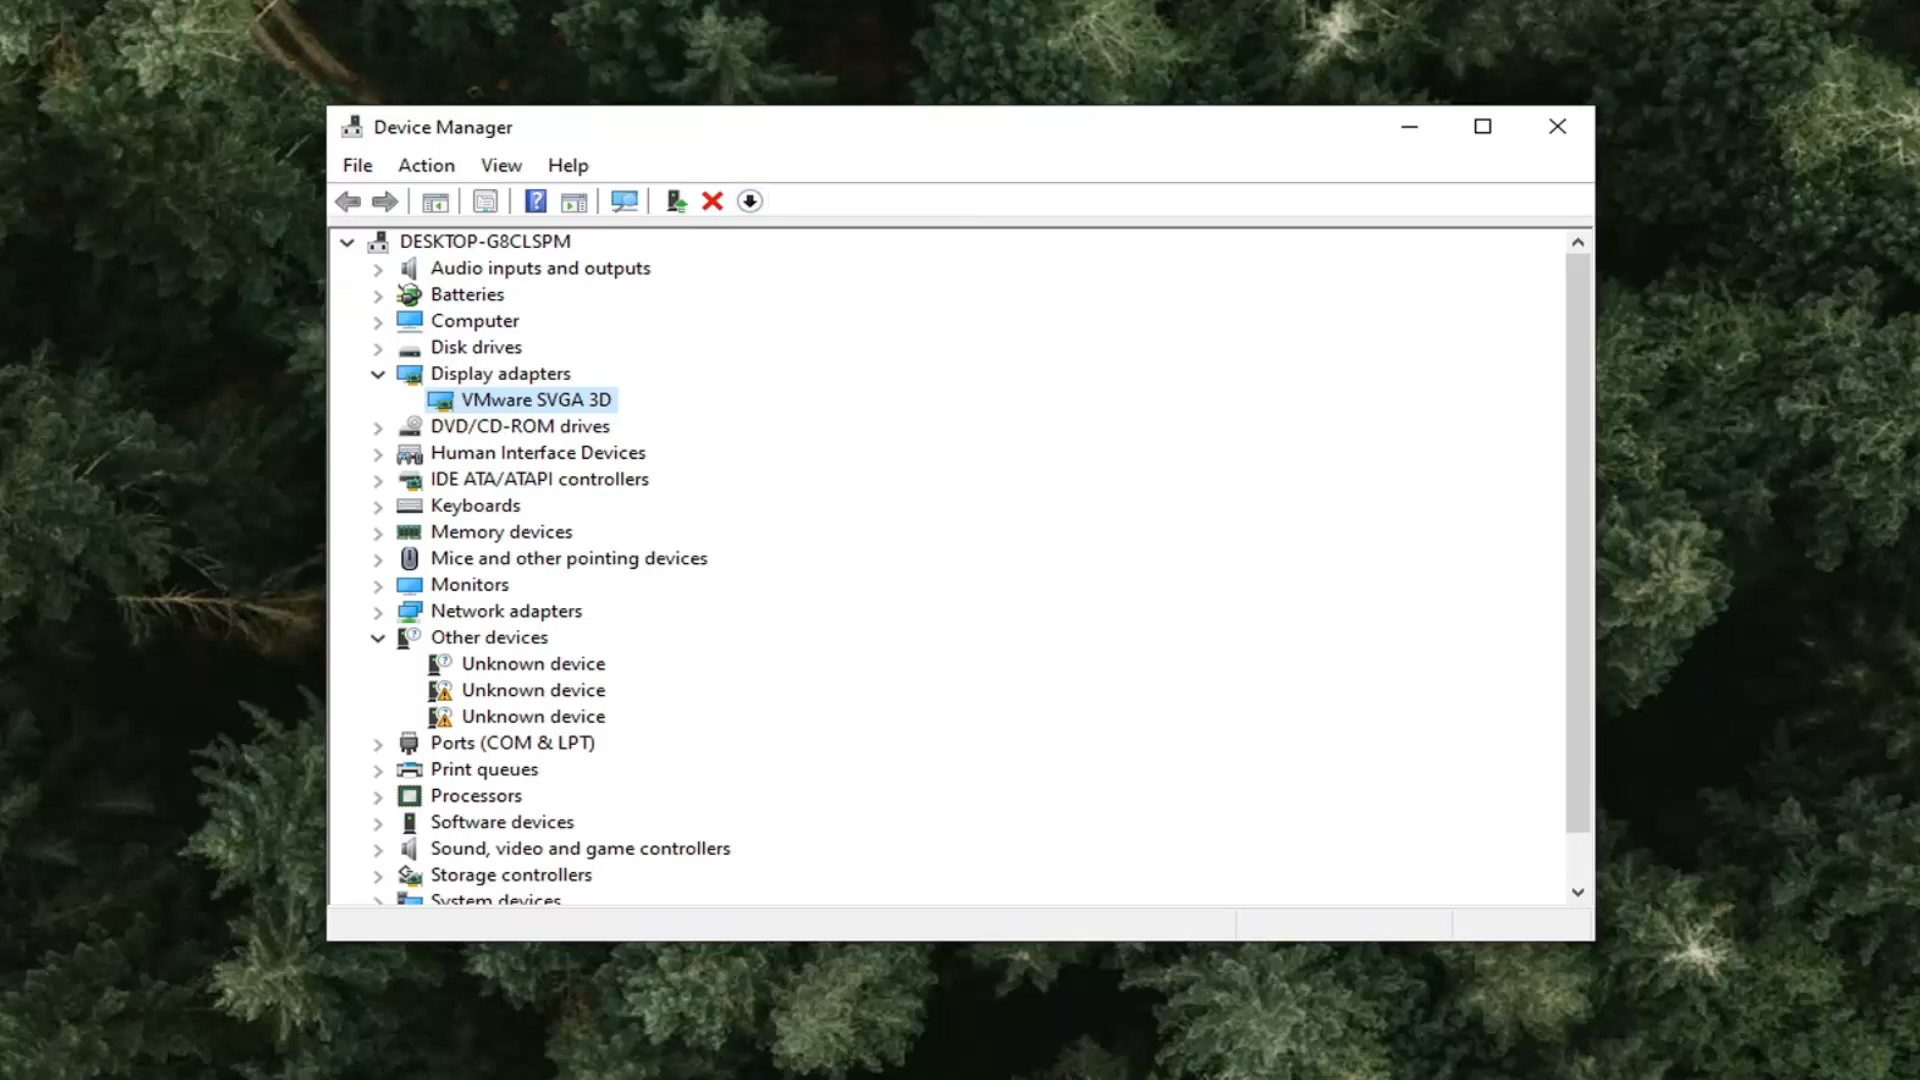 Device Manager
File Action View Help
DESKTOP-G8CLSPM
Audio inputs and outputs
Batteries
Computer
Disk drives
Display adapters
VMware SVGA 3D
DVD/CD-ROM drives
Human Interface Devices
IDE ATA/ATAPI controllers
Keyboards
Memory devices
Mice and other pointing devices
Monitors
Network adapters
Other devices
Unknown device
Unknown device
Unknown device
Ports (COM & LPT)
Print queues
Processors
Software devices
Sound, video and game controllers
Storage controllers
System devices